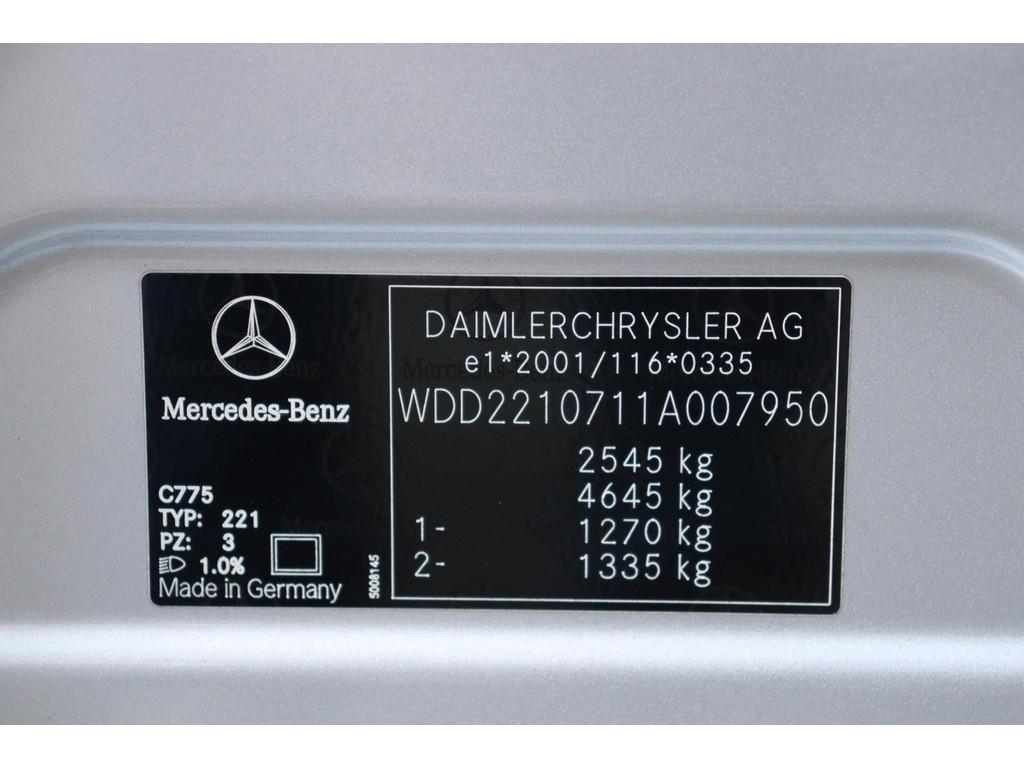 Mercedes-Benz
C775
TYP: 221
PZ: 3
1.0%
Made in Germany
5008145
DAIMLERCHRYSLER AG
e1*2001/116*0335
WDD2210711A007950
2545 kg
4645 kg
1- 1270 kg
2- 1335 kg